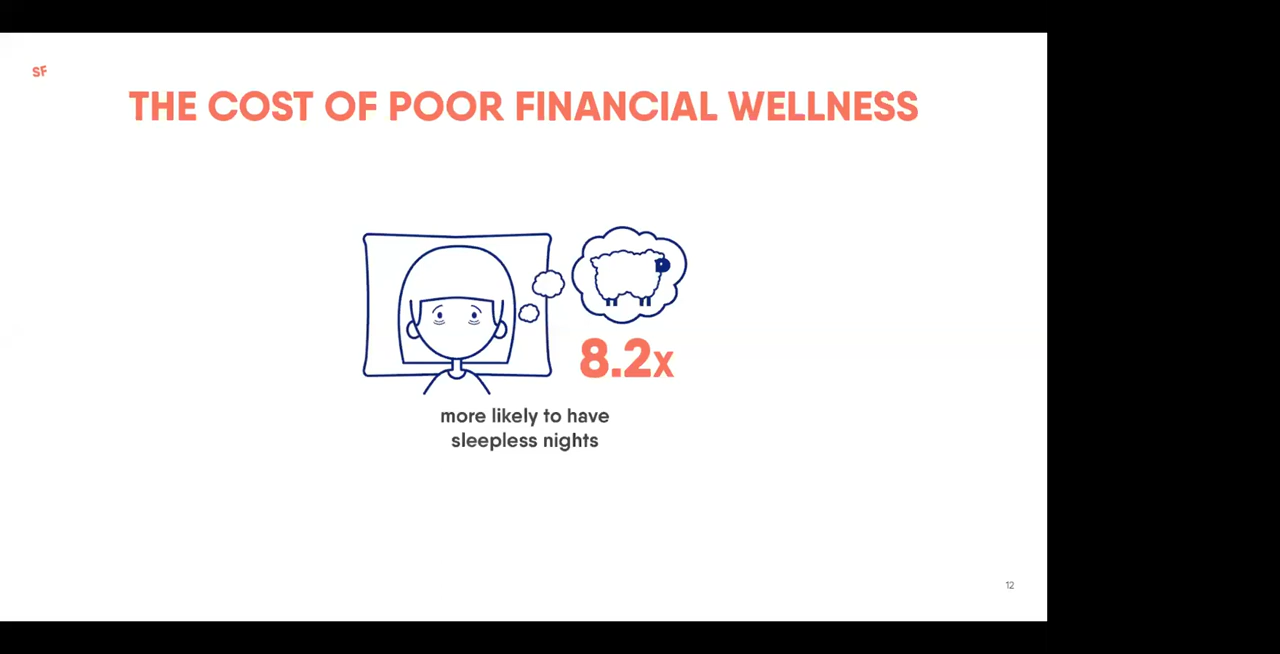 SF
THE COST OF POOR FINANCIAL WELLNESS
8.2x
more likely to have
sleepless nights
12